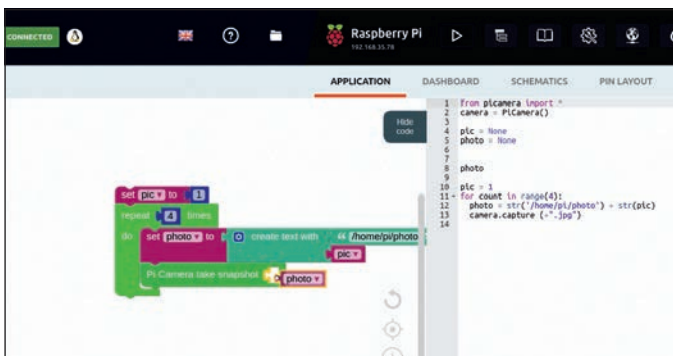 CONNECTED
Raspberry Pi
192.168.35.78
APPLICATION DASHBOARD SCHEMATICS PIN LAYOUT
Hide
code
set pic to 1
repeat 4 times
do set photo to create text with “ /home/pi/photo
pic
Pi Camera take snapshot photo
1 from picamera import *
2 camera = PiCamera()
3
4 pic = None
5 photo = None
6
7
8 photo
9
10 pic = 1
11 for count in range(4):
12 photo = str('/home/pi/photo') + str(pic)
13 camera.capture (+".jpg")
14